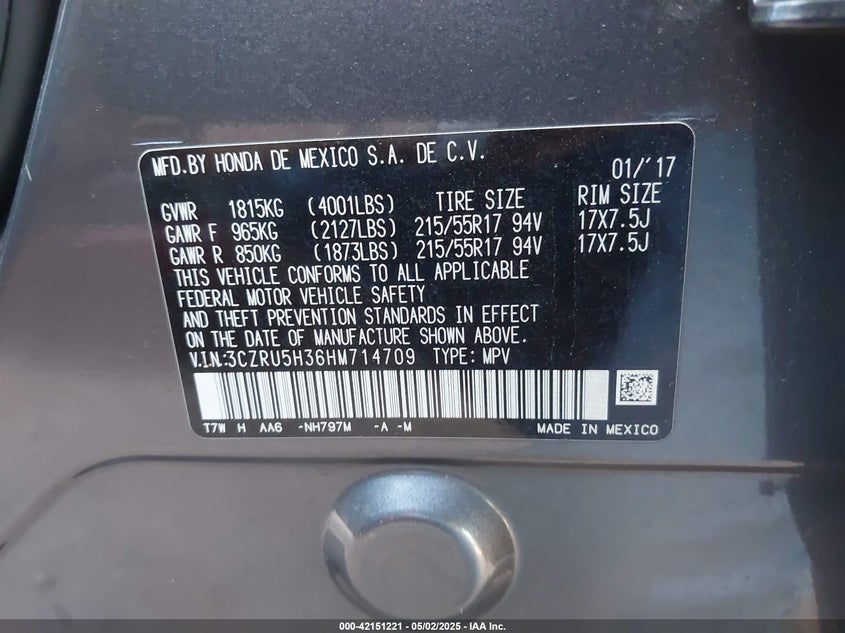 MFD.BY HONDA DE MEXICO S.A. DE C.V. 01/'17
GVWR 1815KG (4001LBS) TIRE SIZE RIM SIZE
GAWR F 965KG (2127LBS) 215/55R17 94V 17X7.5J
GAWR R 850KG (1873LBS) 215/55R17 94V 17X7.5J
THIS VEHICLE CONFORMS TO ALL APPLICABLE
FEDERAL MOTOR VEHICLE SAFETY
AND THEFT PREVENTION STANDARDS IN EFFECT
ON THE DATE OF MANUFACTURE SHOWN ABOVE.
V.I.N:3CZRU5H36HM714709 TYPE: MPV
T7W H AA6 -NH797M -A -M MADE IN MEXICO
000-42151221 - 05/02/2025 - IAA Inc.